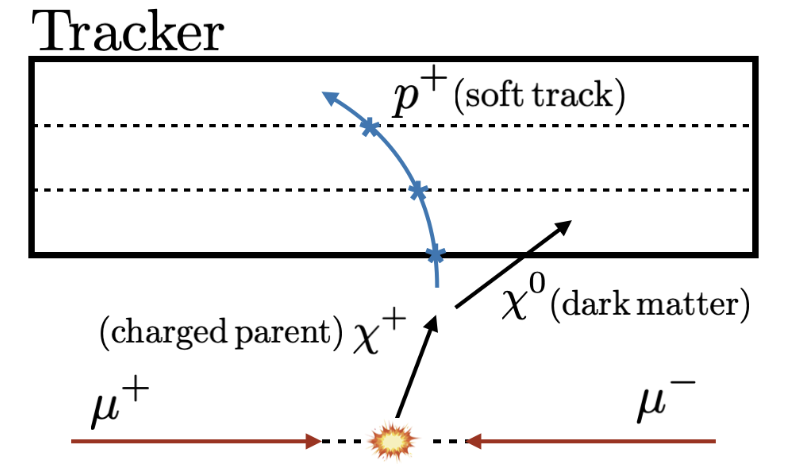 Tracker
p⁺ (soft track)
χ⁰ (dark matter)
(charged parent) χ⁺
μ⁺
μ⁻